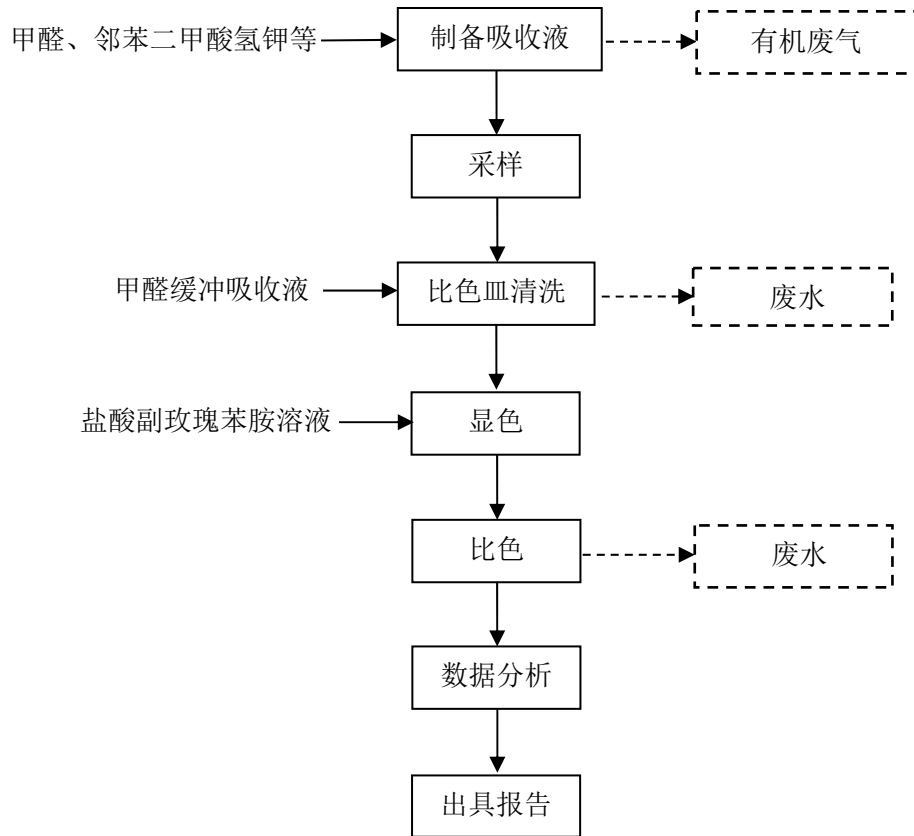 甲醛、邻苯二甲酸氢钾等
制备吸收液
有机废气
采样
甲醛缓冲吸收液
比色皿清洗
废水
盐酸副玫瑰苯胺溶液
显色
比色
废水
数据分析
出具报告